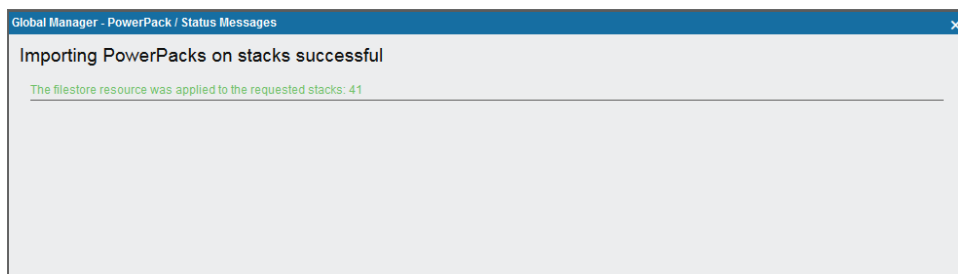 Global Manager - PowerPack / Status Messages
Importing PowerPacks on stacks successful
The filestore resource was applied to the requested stacks: 41